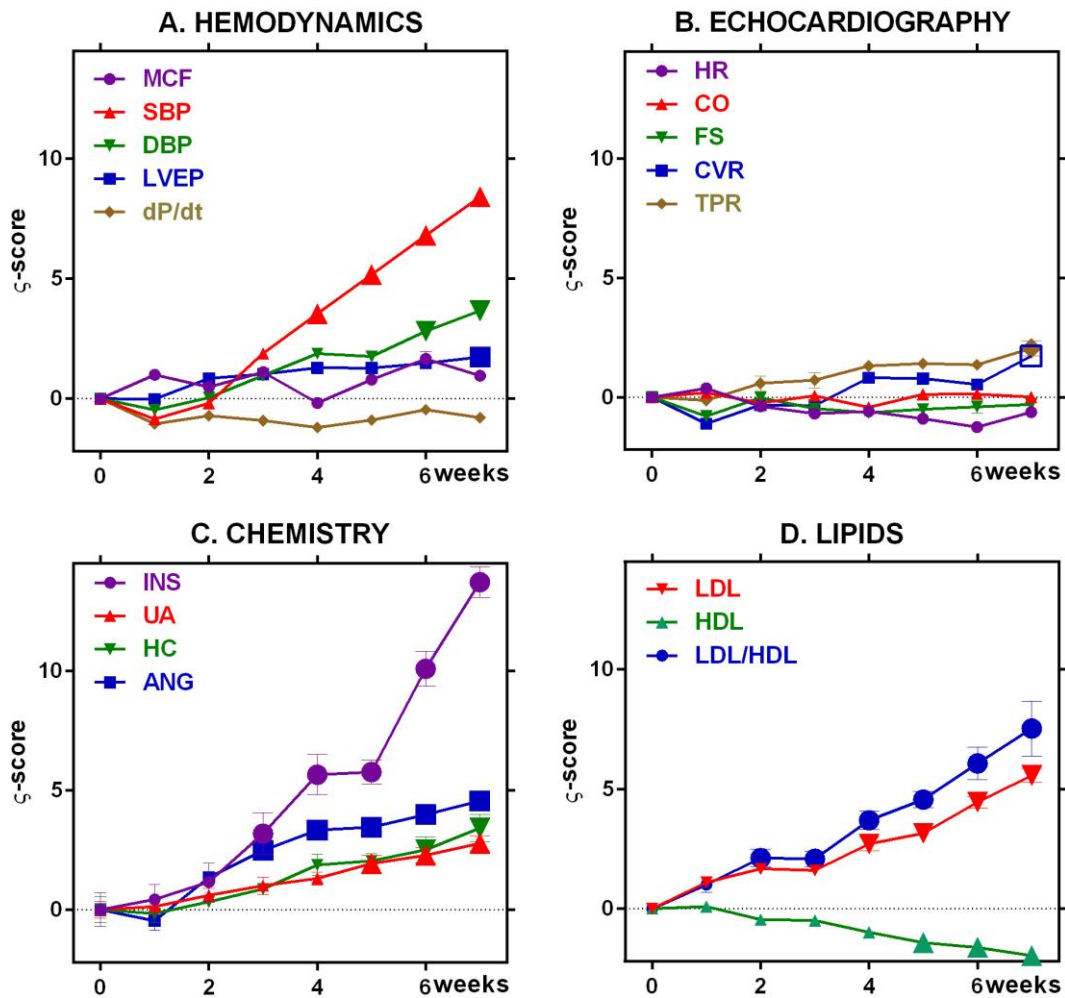 A. HEMODYNAMICS
MCF
SBP
DBP
LVEP
dP/dt
10
5
0
ς-score
0 2 4 6 weeks
B. ECHOCARDIOGRAPHY
HR
CO
FS
CVR
TPR
10
5
0
ς-score
0 2 4 6 weeks
C. CHEMISTRY
INS
UA
HC
ANG
10
5
0
ς-score
0 2 4 6 weeks
D. LIPIDS
LDL
HDL
LDL/HDL
10
5
0
ς-score
0 2 4 6 weeks